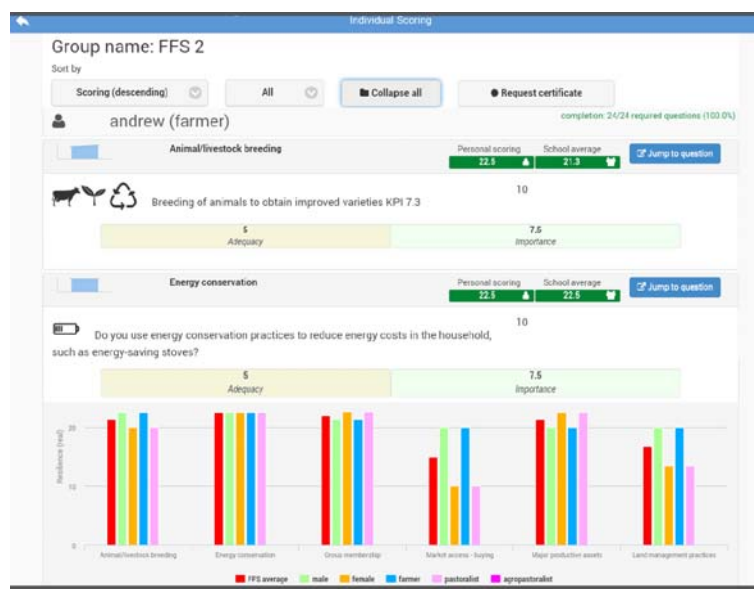 Individual Scoring
Group name: FFS 2
Sort by
Scoring (descending) All Collapse all Request certificate
andrew (farmer) completion: 24/24 required questions (100.0%)
Animal/livestock breeding Personal scoring School average Jump to question
22.5 21.3
10
Breeding of animals to obtain improved varieties KPI 7.3
5 7.5
Adequacy Importance
Energy conservation Personal scoring School average Jump to question
22.5 22.5
10
Do you use energy conservation practices to reduce energy costs in the household,
such as energy-saving stoves?
5 7.5
Adequacy Importance
Resilience (real)
20
10
0
Animal/livestock breeding Energy conservation Group membership Market access - buying Major productive assets Land management practices
FFS average male female farmer pastoralist agropastoralist